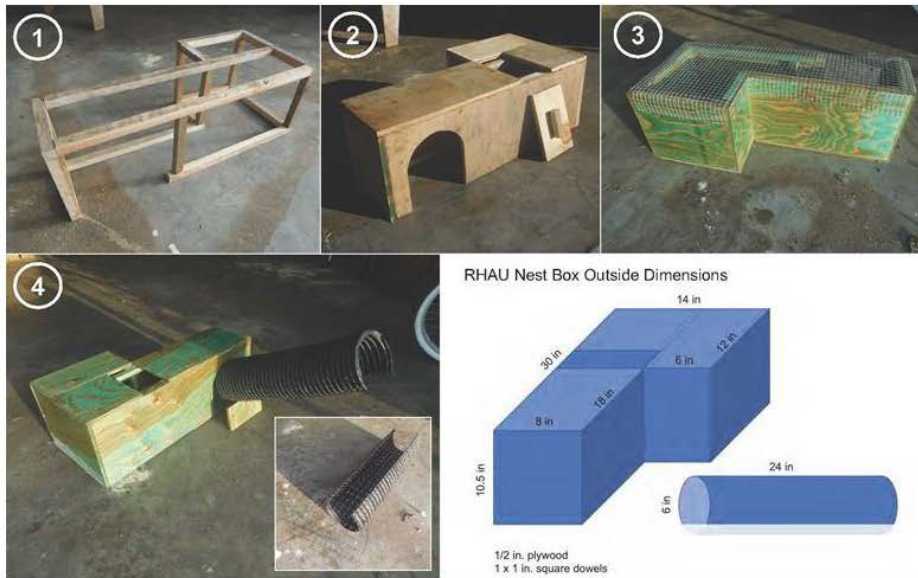 1
2
3
4
RHAU Nest Box Outside Dimensions
14 in
30 in
12 in
6 in
18 in
8 in
10.5 in
24 in
6 in
1/2 in. plywood
1 x 1 in. square dowels